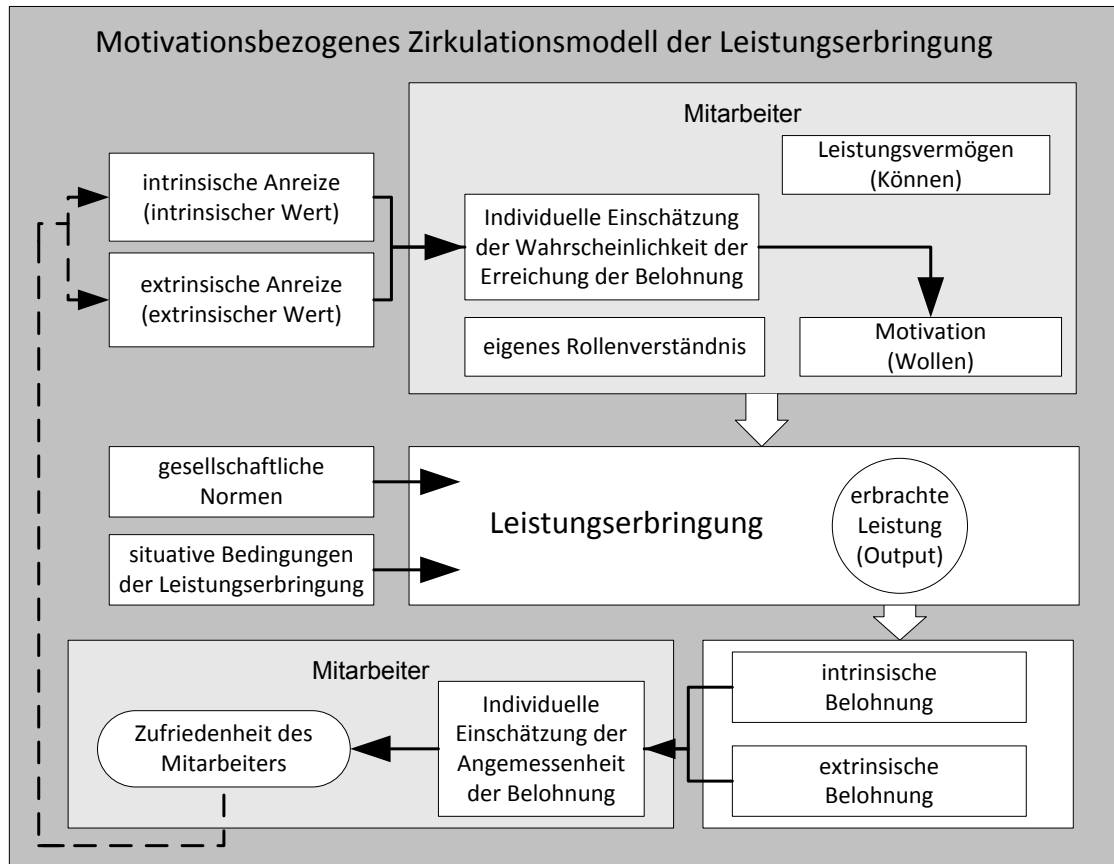 Motivationsbezogenes Zirkulationsmodell der Leistungserbringung
Mitarbeiter
Leistungsvermögen
(Können)
intrinsische Anreize
(intrinsischer Wert)
Individuelle Einschätzung
der Wahrscheinlichkeit der
Erreichung der Belohnung
extrinsische Anreize
(extrinsischer Wert)
eigenes Rollenverständnis
Motivation
(Wollen)
gesellschaftliche
Normen
situative Bedingungen
der Leistungserbringung
Leistungserbringung
erbrachte
Leistung
(Output)
Mitarbeiter
intrinsische
Belohnung
extrinsische
Belohnung
Individuelle
Einschätzung der
Angemessenheit
der Belohnung
Zufriedenheit des
Mitarbeiters